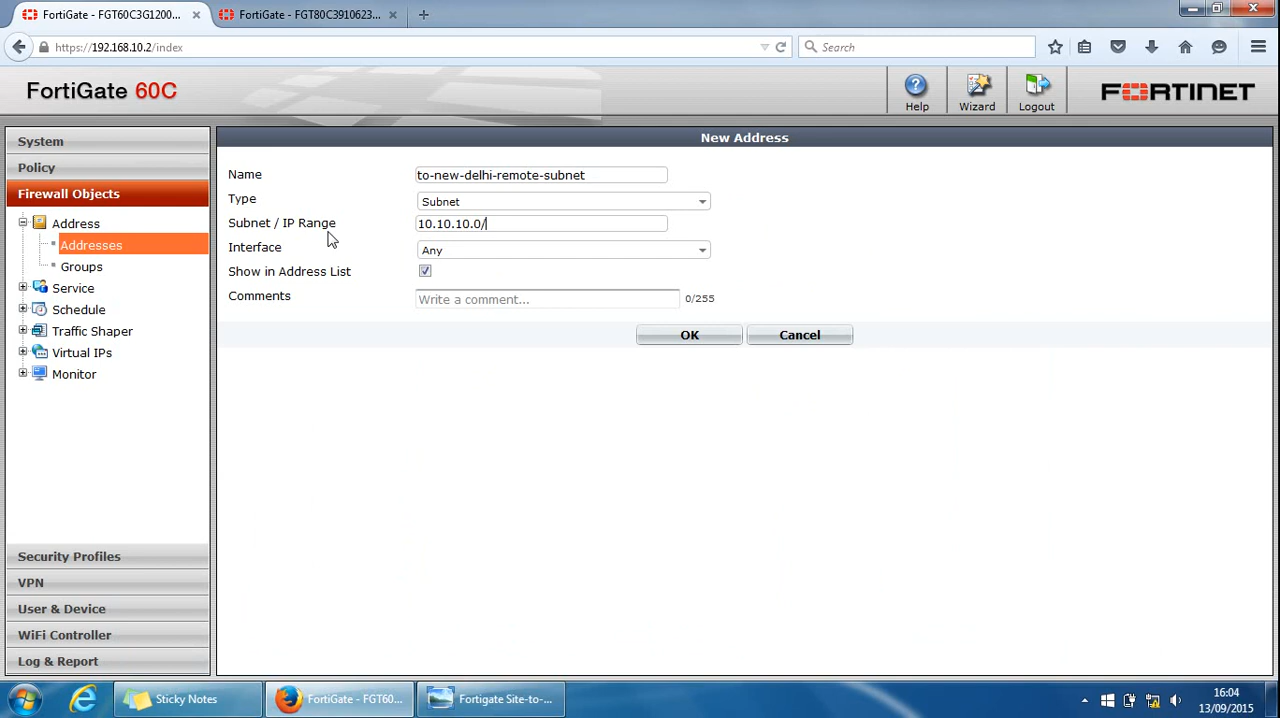 FortiGate - FGT60C3G1200...
FortiGate - FGT80C3910623...
https://192.168.10.2/index
Search
FortiGate 60C
Help
Wizard
Logout
FORTINET
System
Policy
Firewall Objects
Address
Addresses
Groups
Service
Schedule
Traffic Shaper
Virtual IPs
Monitor
Security Profiles
VPN
User & Device
WiFi Controller
Log & Report
New Address
Name
to-new-delhi-remote-subnet
Type
Subnet
Subnet / IP Range
10.10.10.0/
Interface
Any
Show in Address List
Comments
Write a comment...
0/255
OK
Cancel
Sticky Notes
FortiGate - FGT60...
Fortigate Site-to-...
16:04
13/09/2015